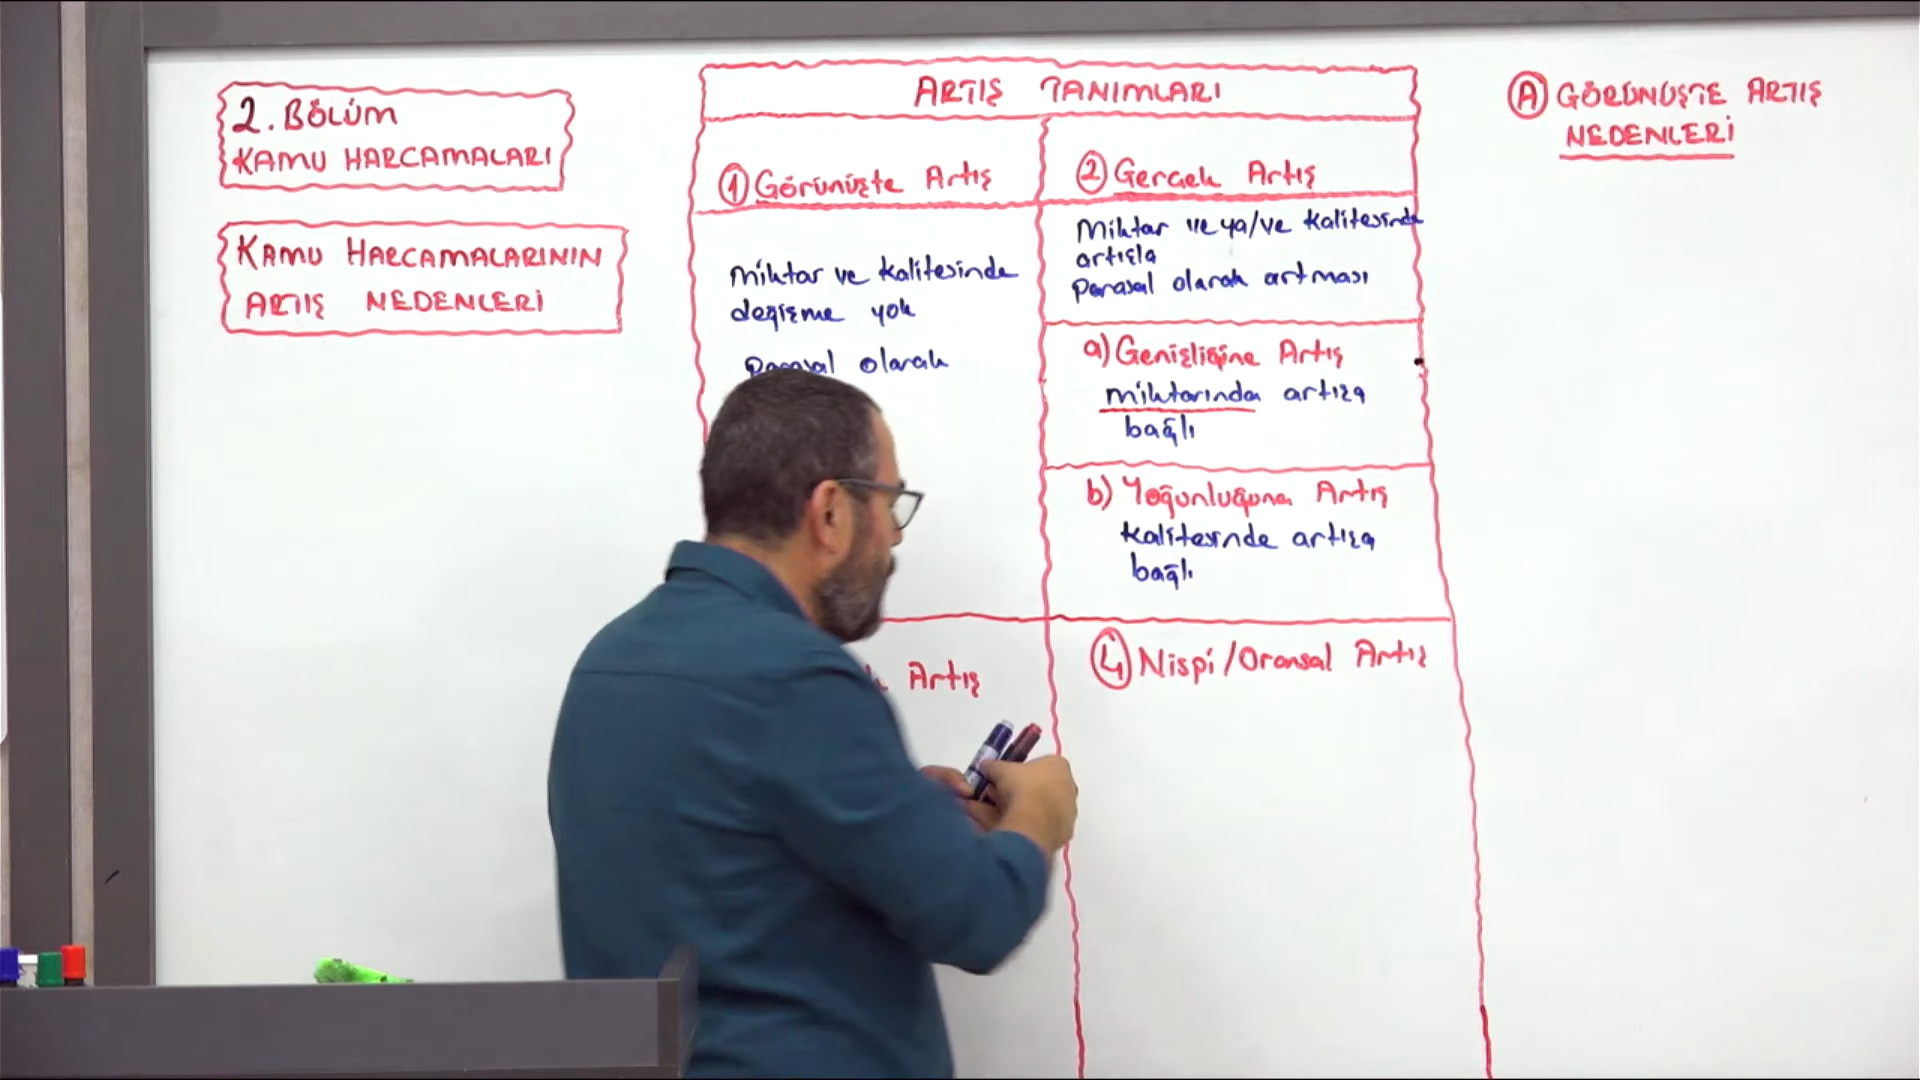 2. BÖLÜM
KAMU HARCAMALARI
KAMU HARCAMALARININ
ARTIŞ NEDENLERİ
ARTIŞ TANIMLARI
① Görünüşte Artış
miktar ve kalitesinde
değişme yok
parasal olarak
② Gerçek Artış
Miktar veya/ve kalitesinde
artışla
parasal olarak artması
a) Genişliğine Artış
miktarında artışa
bağlı
b) Yoğunluğuna Artış
kalitesinde artışa
bağlı
Artış
④ Nispi/Oransal Artış
Ⓐ GÖRÜNÜŞTE ARTIŞ
NEDENLERİ